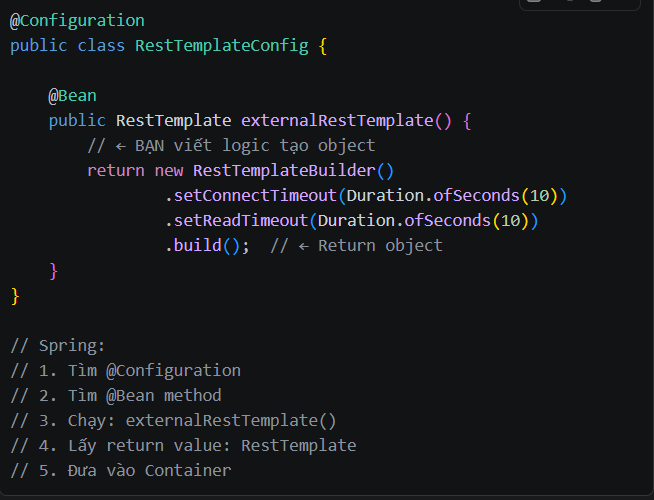 @Configuration
public class RestTemplateConfig {
@Bean
public RestTemplate externalRestTemplate() {
// ← BẠN viết logic tạo object
return new RestTemplateBuilder()
.setConnectTimeout(Duration.ofSeconds(10))
.setReadTimeout(Duration.ofSeconds(10))
.build();  // ← Return object
}
}
// Spring:
// 1. Tìm @Configuration
// 2. Tìm @Bean method
// 3. Chạy: externalRestTemplate()
// 4. Lấy return value: RestTemplate
// 5. Đưa vào Container